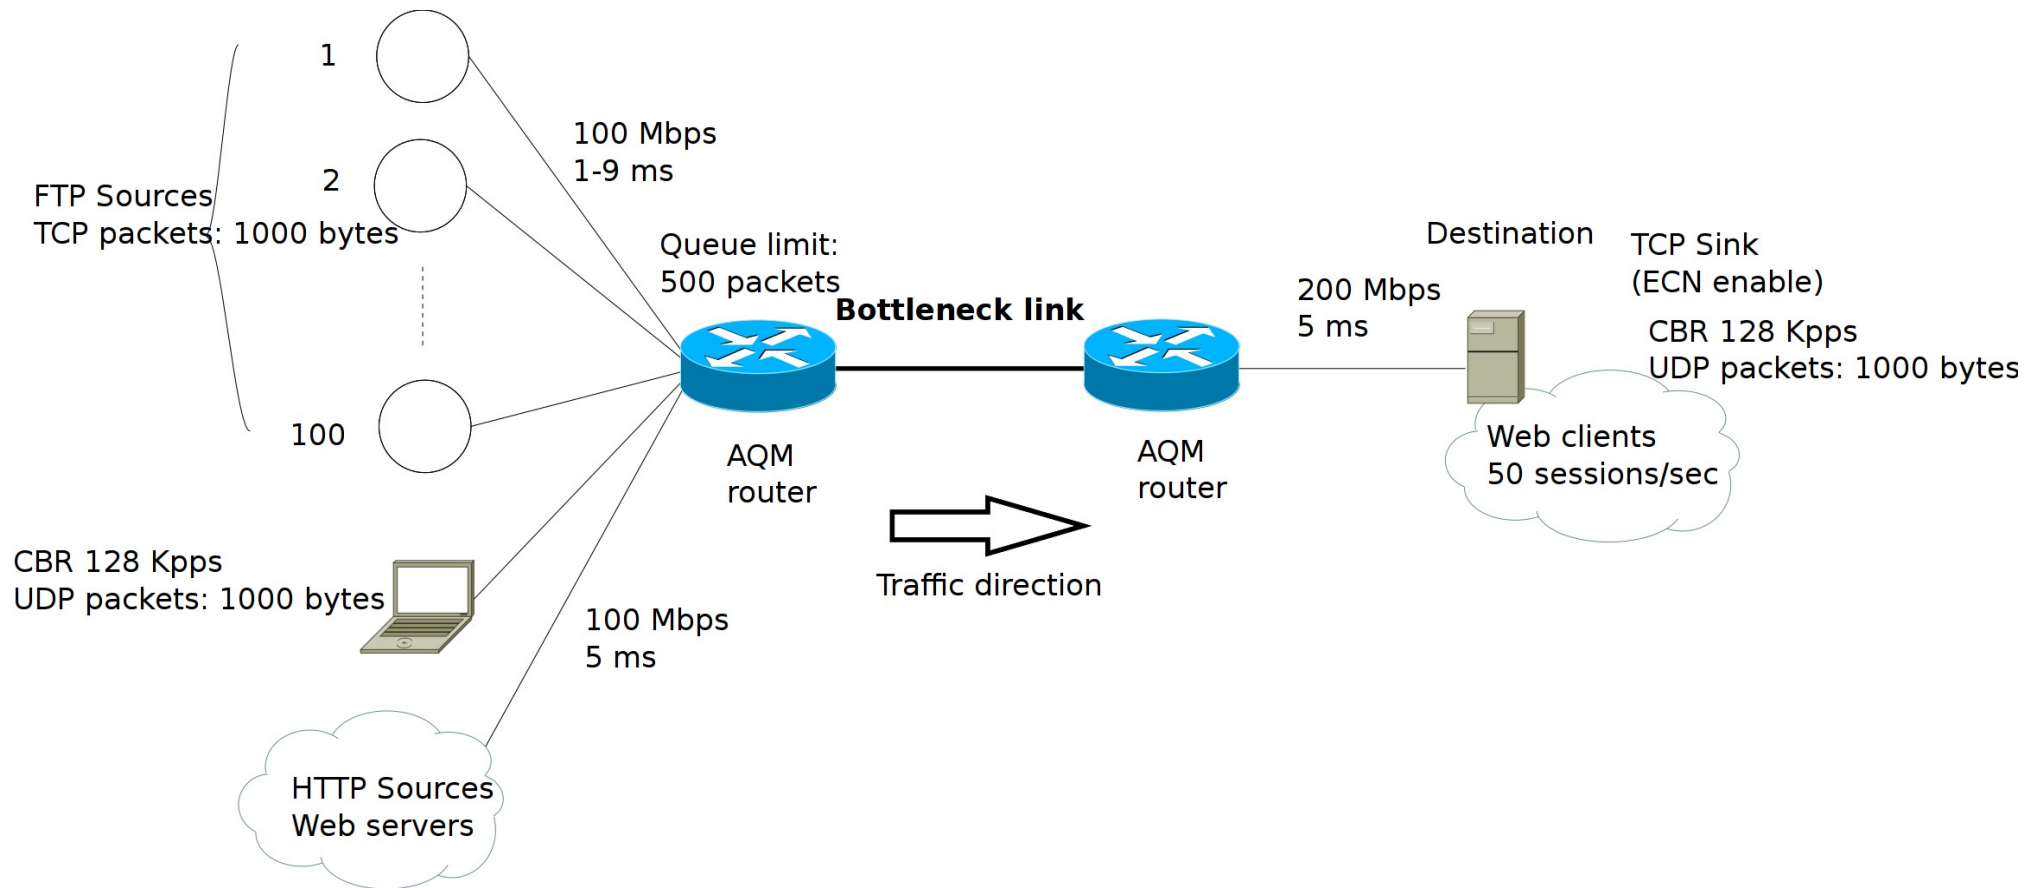 1
2
100
FTP Sources
TCP packets: 1000 bytes
100 Mbps
1-9 ms
Queue limit:
500 packets
Bottleneck link
AQM
router
AQM
router
Traffic direction
200 Mbps
5 ms
Destination
TCP Sink
(ECN enable)
CBR 128 Kpps
UDP packets: 1000 bytes
Web clients
50 sessions/sec
CBR 128 Kpps
UDP packets: 1000 bytes
100 Mbps
5 ms
HTTP Sources
Web servers